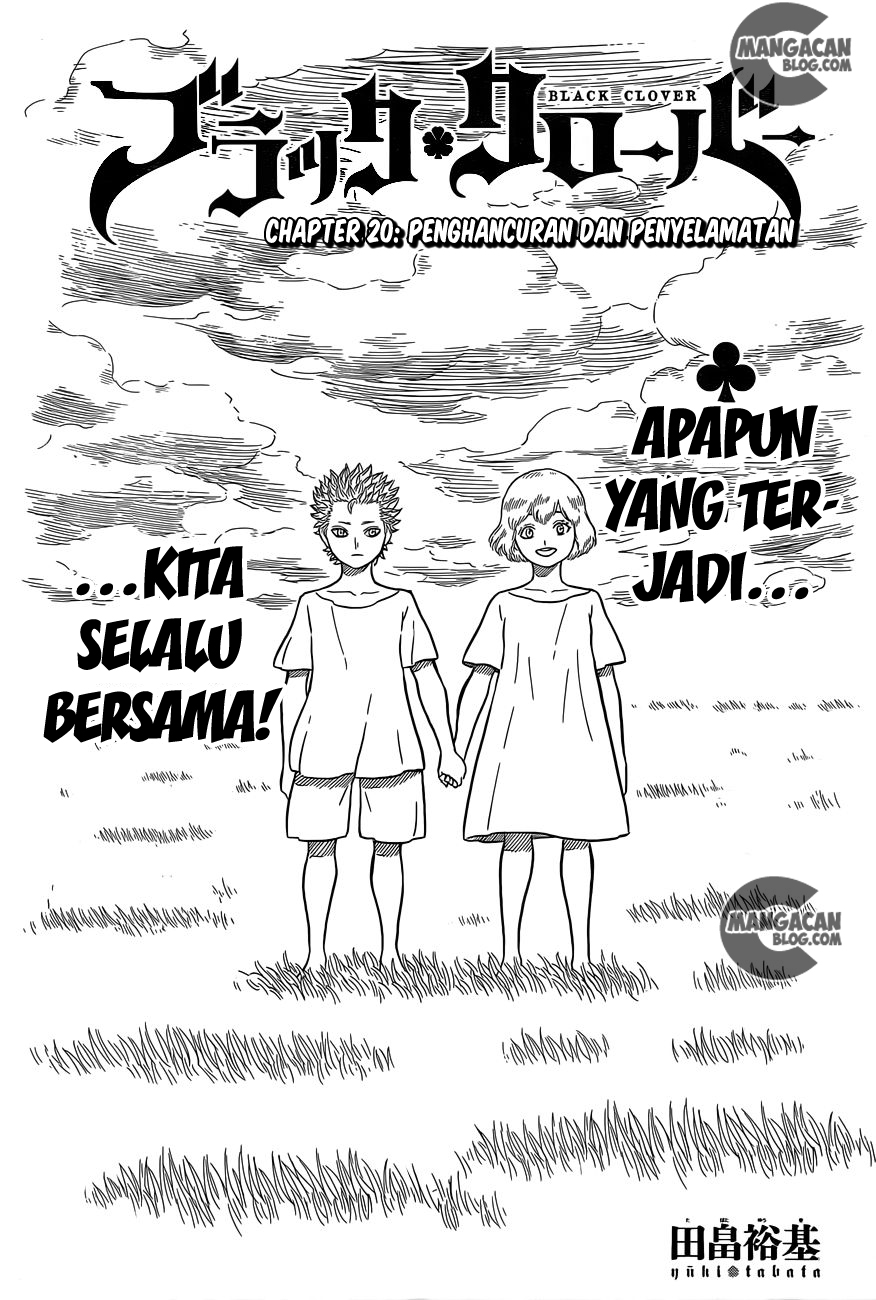 MANGACAN
BLOG.COM
ブラック♣クローバー
BLACK CLOVER
CHAPTER 20: PENGHANCURAN DAN PENYELAMATAN
APAPUN
YANG TER-
JADI...
...KITA
SELALU
BERSAMA!
MANGACAN
BLOG.COM
田畠裕基
yūki tabata